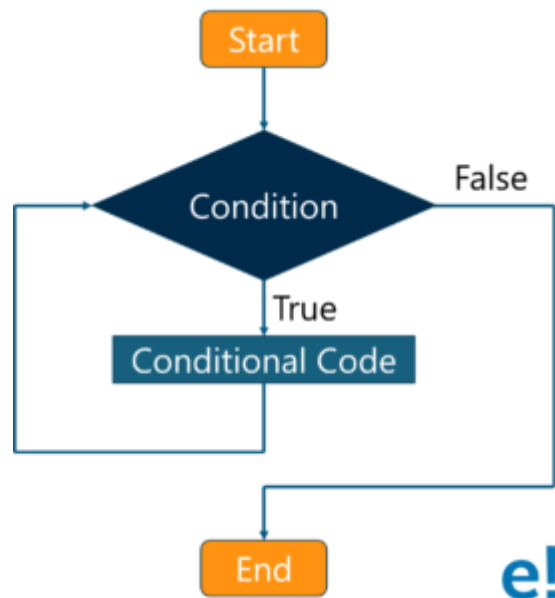 Start
Condition
False
True
Conditional Code
End
e!